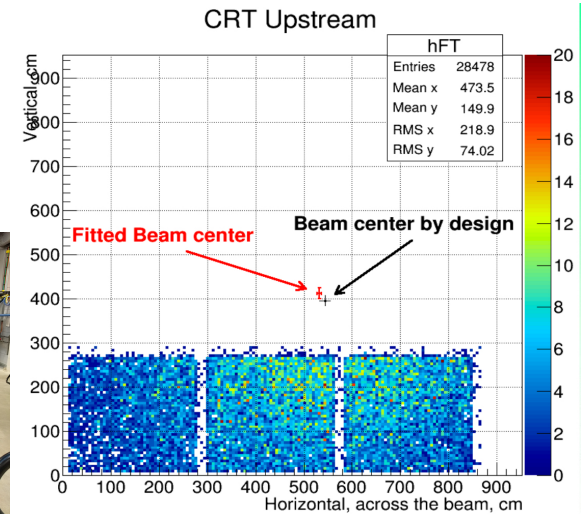 CRT Upstream
hFT
Entries 28478
Mean x 473.5
Mean y 149.9
RMS x 218.9
RMS y 74.02
Vertical, cm
900
800
700
600
500
400
300
200
100
0
Fitted Beam center
Beam center by design
20
18
16
14
12
10
8
6
4
2
0
0 100 200 300 400 500 600 700 800 900
Horizontal, across the beam, cm